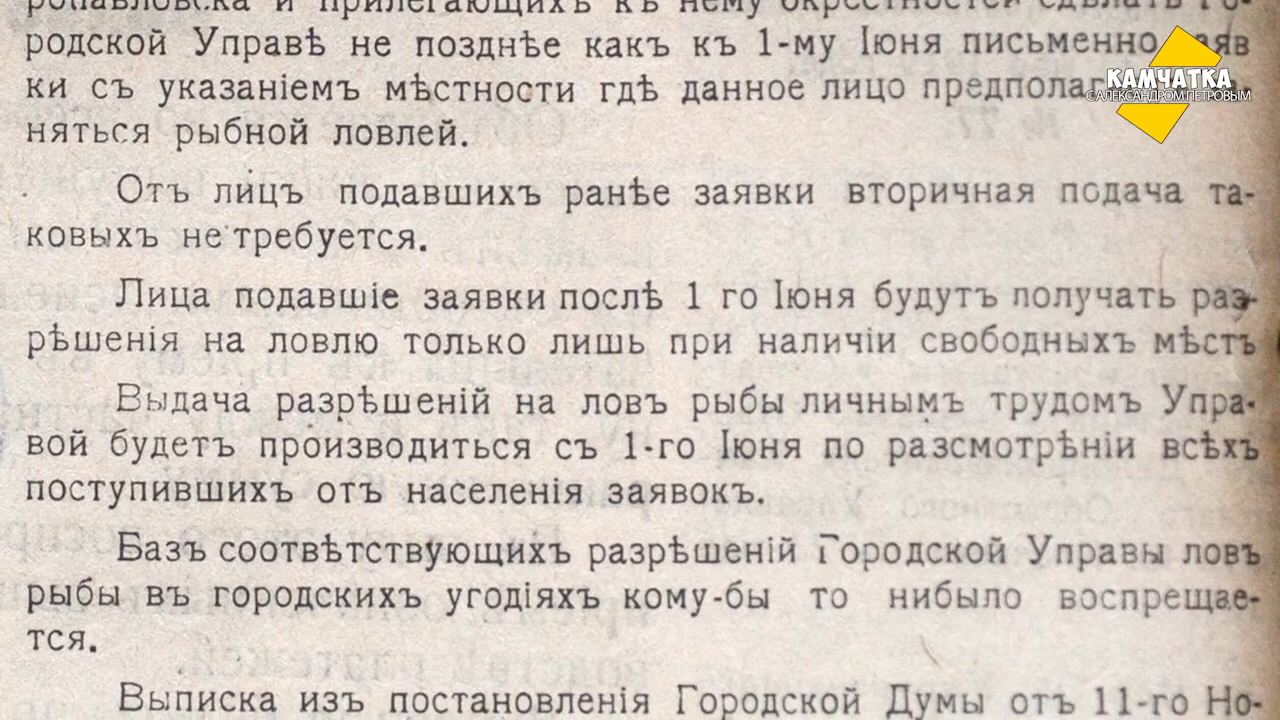 нему окрестностей сдѣлать Го-
родской Управѣ не позднѣе какъ къ 1-му Іюня письменно
ки съ указаніемъ мѣстности гдѣ данное лицо
няться рыбной ловлей.
Отъ лицъ подавшихъ ранѣе заявки вторичная подача та-
ковыхъ не требуется.
Лица подавшіе заявки послѣ 1 го Іюня будутъ получать раз-
рѣшенія на ловлю только лишь при наличіи свободныхъ мѣстъ
Выдача разрѣшеній на ловъ рыбы личнымъ трудомъ Упра-
вой будетъ производиться съ 1-го Іюня по разсмотрѣніи всѣхъ
поступившихъ отъ населенія заявокъ.
Базъ соотвѣтствующихъ разрѣшеній Городской Управы ловъ
рыбы въ городскихъ угодіяхъ кому-бы то нибыло воспрещае-
тся.
Выписка изъ постановленія Городской Думы отъ 11-го Но-
КАМЧАТКА
С АЛЕКСАНДРОМ ПЕТРОВЫМ